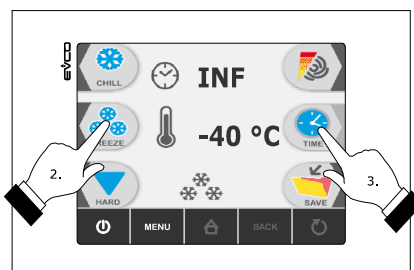 EVCO
CHILL
INF
FREEZE
-40 °C
TIME
2.
3.
HARD
SAVE
MENU
BACK